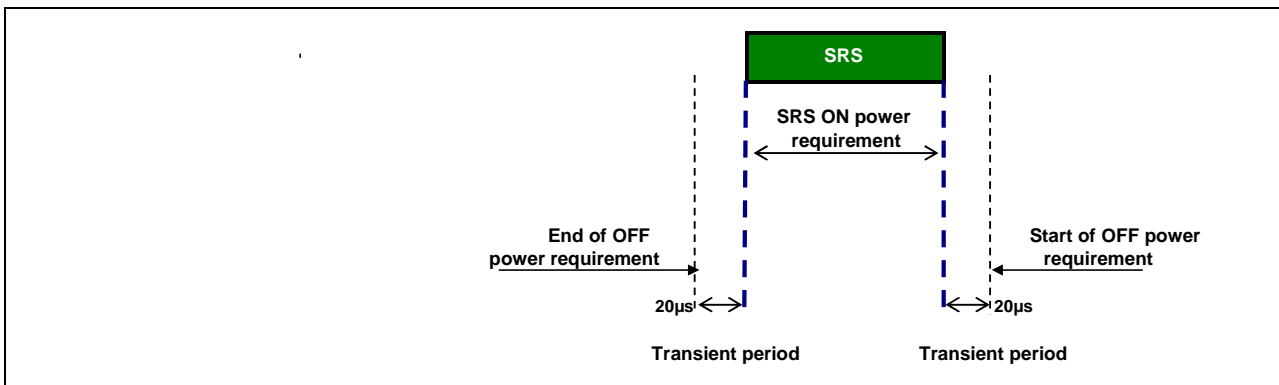 SRS
SRS ON power
requirement
End of OFF
power requirement
Start of OFF power
requirement
20µs
20µs
Transient period
Transient period